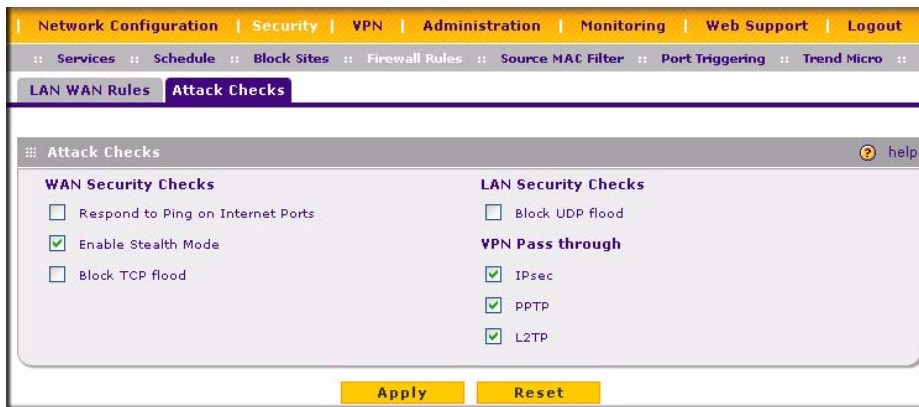 Network Configuration | Security | VPN | Administration | Monitoring | Web Support | Logout
:: Services :: Schedule :: Block Sites :: Firewall Rules :: Source MAC Filter :: Port Triggering :: Trend Micro ::
LAN WAN Rules Attack Checks
Attack Checks help
WAN Security Checks
Respond to Ping on Internet Ports
Enable Stealth Mode
Block TCP flood
LAN Security Checks
Block UDP flood
VPN Pass through
IPsec
PPTP
L2TP
Apply Reset